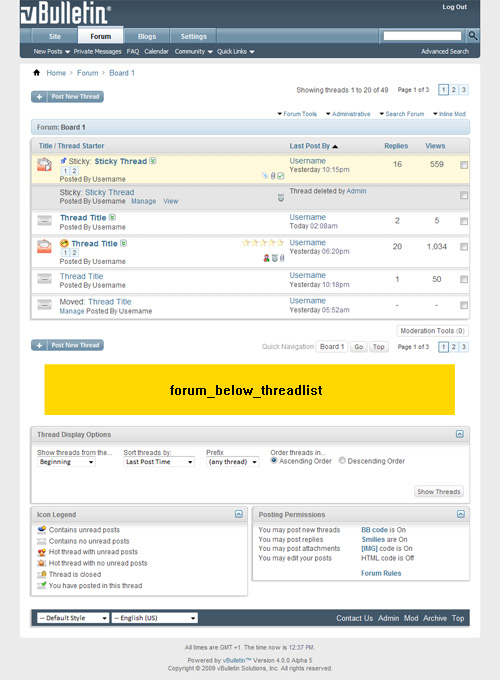 vBulletin®
Log Out
Site Forum Blogs Settings
New Posts Private Messages FAQ Calendar Community Quick Links Advanced Search
Home > Forum > Board 1
Showing threads 1 to 20 of 49 Page 1 of 3 1 2 3
+ Post New Thread
Forum Tools Administrative Search Forum Inline Mod
Forum: Board 1
Title / Thread Starter Last Post By Replies Views
Sticky: Sticky Thread Username 16 559
1 2 Yesterday 10:15pm
Posted By Username
Sticky: Sticky Thread Thread deleted by Admin
Posted By Username Manage View
Thread Title Username 2 5
Posted By Username Today 02:08am
Thread Title Username 20 1,034
1 2 Yesterday 06:20pm
Posted By Username
Thread Title Username 1 50
Posted By Username Yesterday 10:18pm
Moved: Thread Title Username - -
Manage Posted By Username Yesterday 05:52am
Moderation Tools (0)
+ Post New Thread Quick Navigation Board 1 Go Top Page 1 of 3 1 2 3
forum_below_threadlist
Thread Display Options
Show threads from the... Sort threads by: Prefix Order threads in...
Beginning Last Post Time (any thread) Ascending Order Descending Order
Show Threads
Icon Legend
Contains unread posts
Contains no unread posts
Hot thread with unread posts
Hot thread with no unread posts
Thread is closed
You have posted in this thread
Posting Permissions
You may post new threads BB code is On
You may post replies Smilies are On
You may post attachments [IMG] code is On
You may edit your posts HTML code is Off
Forum Rules
-- Default Style -- English (US) Contact Us Admin Mod Archive Top
All times are GMT +1. The time now is 12:37 PM.
Powered by vBulletin™ Version 4.0.0 Alpha 5
Copyright © 2009 vBulletin Solutions, Inc. All rights reserved.